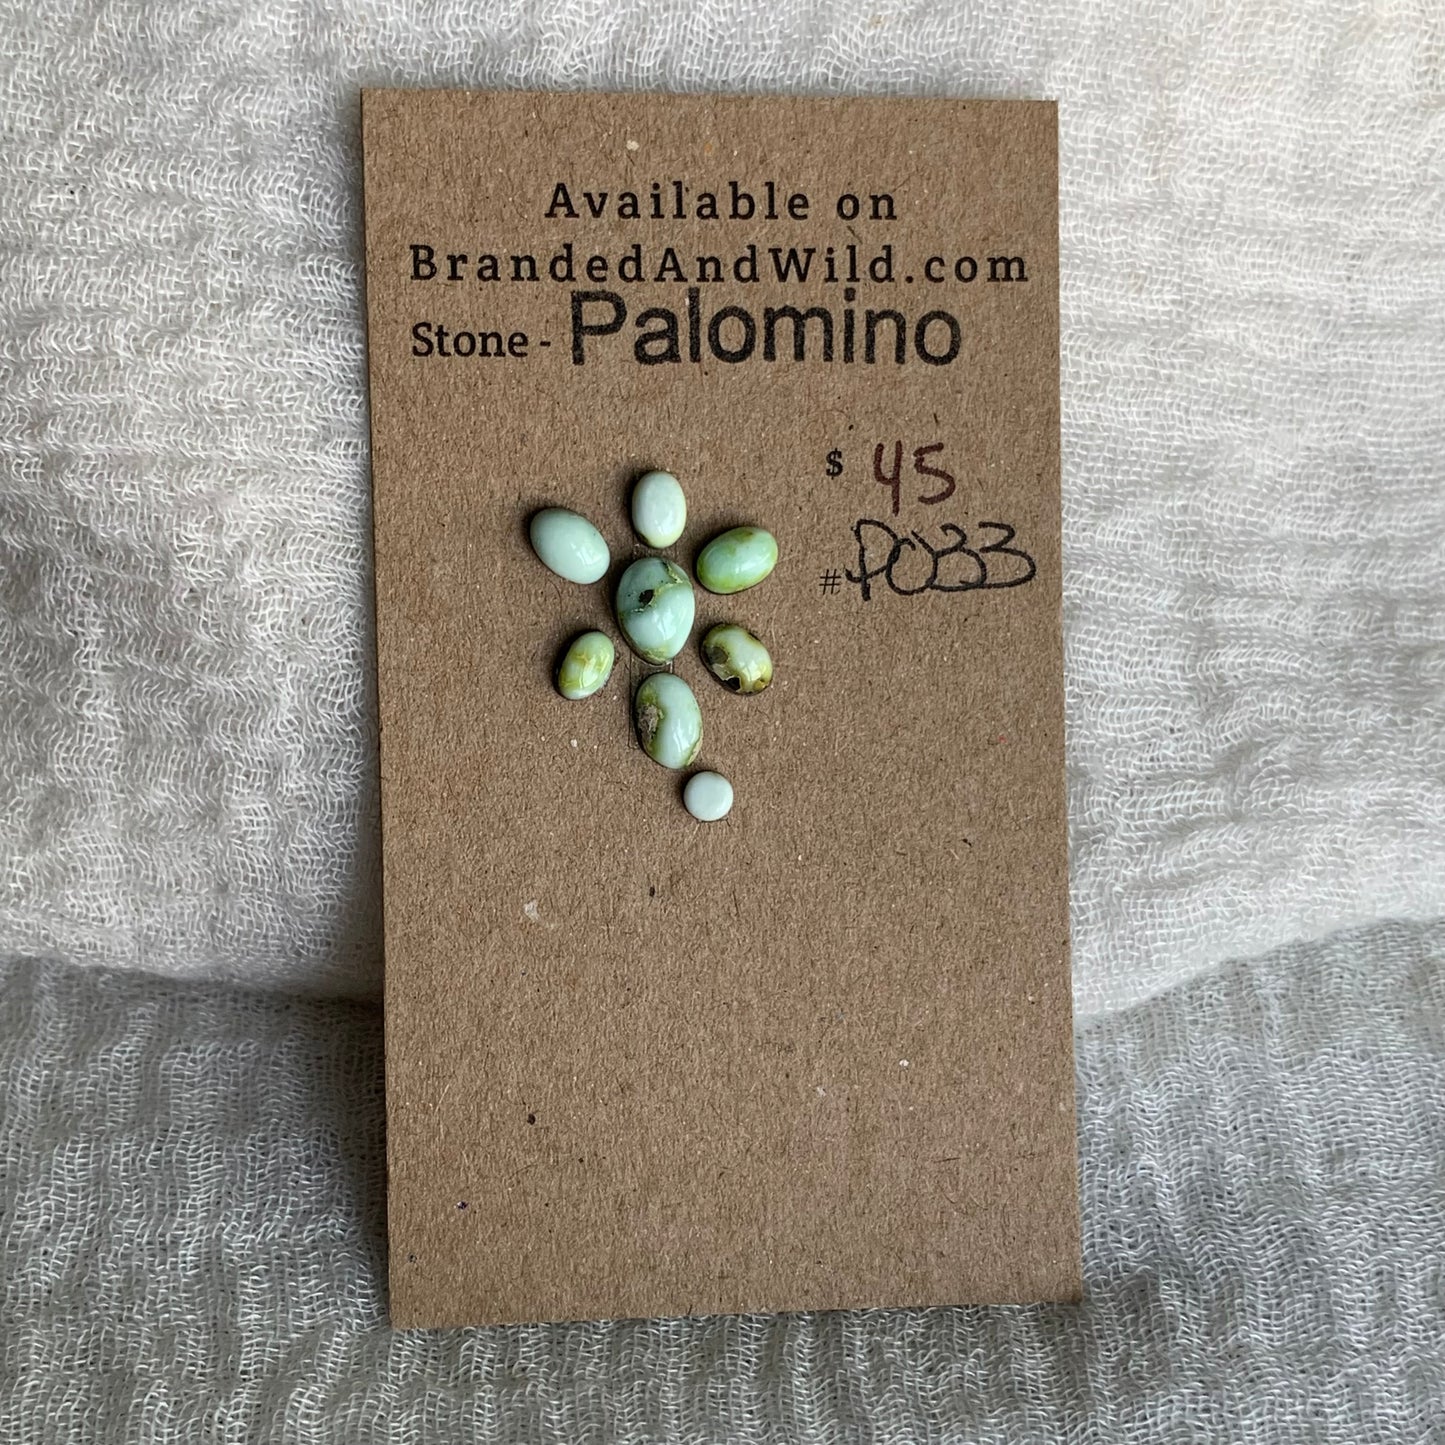 Available on
BrandedAndWild.com
Stone - Palomino
$ 45
#P033